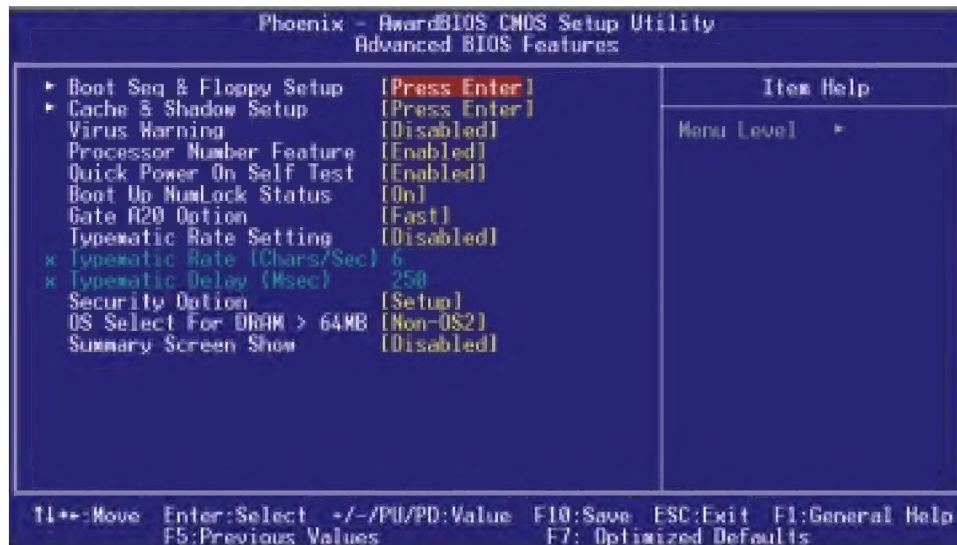 Phoenix - AwardBIOS CMOS Setup Utility
Advanced BIOS Features
► Boot Seq & Floppy Setup [Press Enter]
► Cache & Shadow Setup [Press Enter]
Virus Warning [Disabled]
Processor Number Feature [Enabled]
Quick Power On Self Test [Enabled]
Boot Up NumLock Status [On]
Gate A20 Option [Fast]
Typematic Rate Setting [Disabled]
x Typematic Rate (Chars/Sec) 6
x Typematic Delay (Msec) 250
Security Option [Setup]
OS Select For DRAM > 64MB [Non-OS2]
Summary Screen Show [Disabled]
Item Help
Menu Level ►
↑↓→←:Move Enter:Select +/-/PU/PD:Value F10:Save ESC:Exit F1:General Help
F5:Previous Values F7: Optimized Defaults